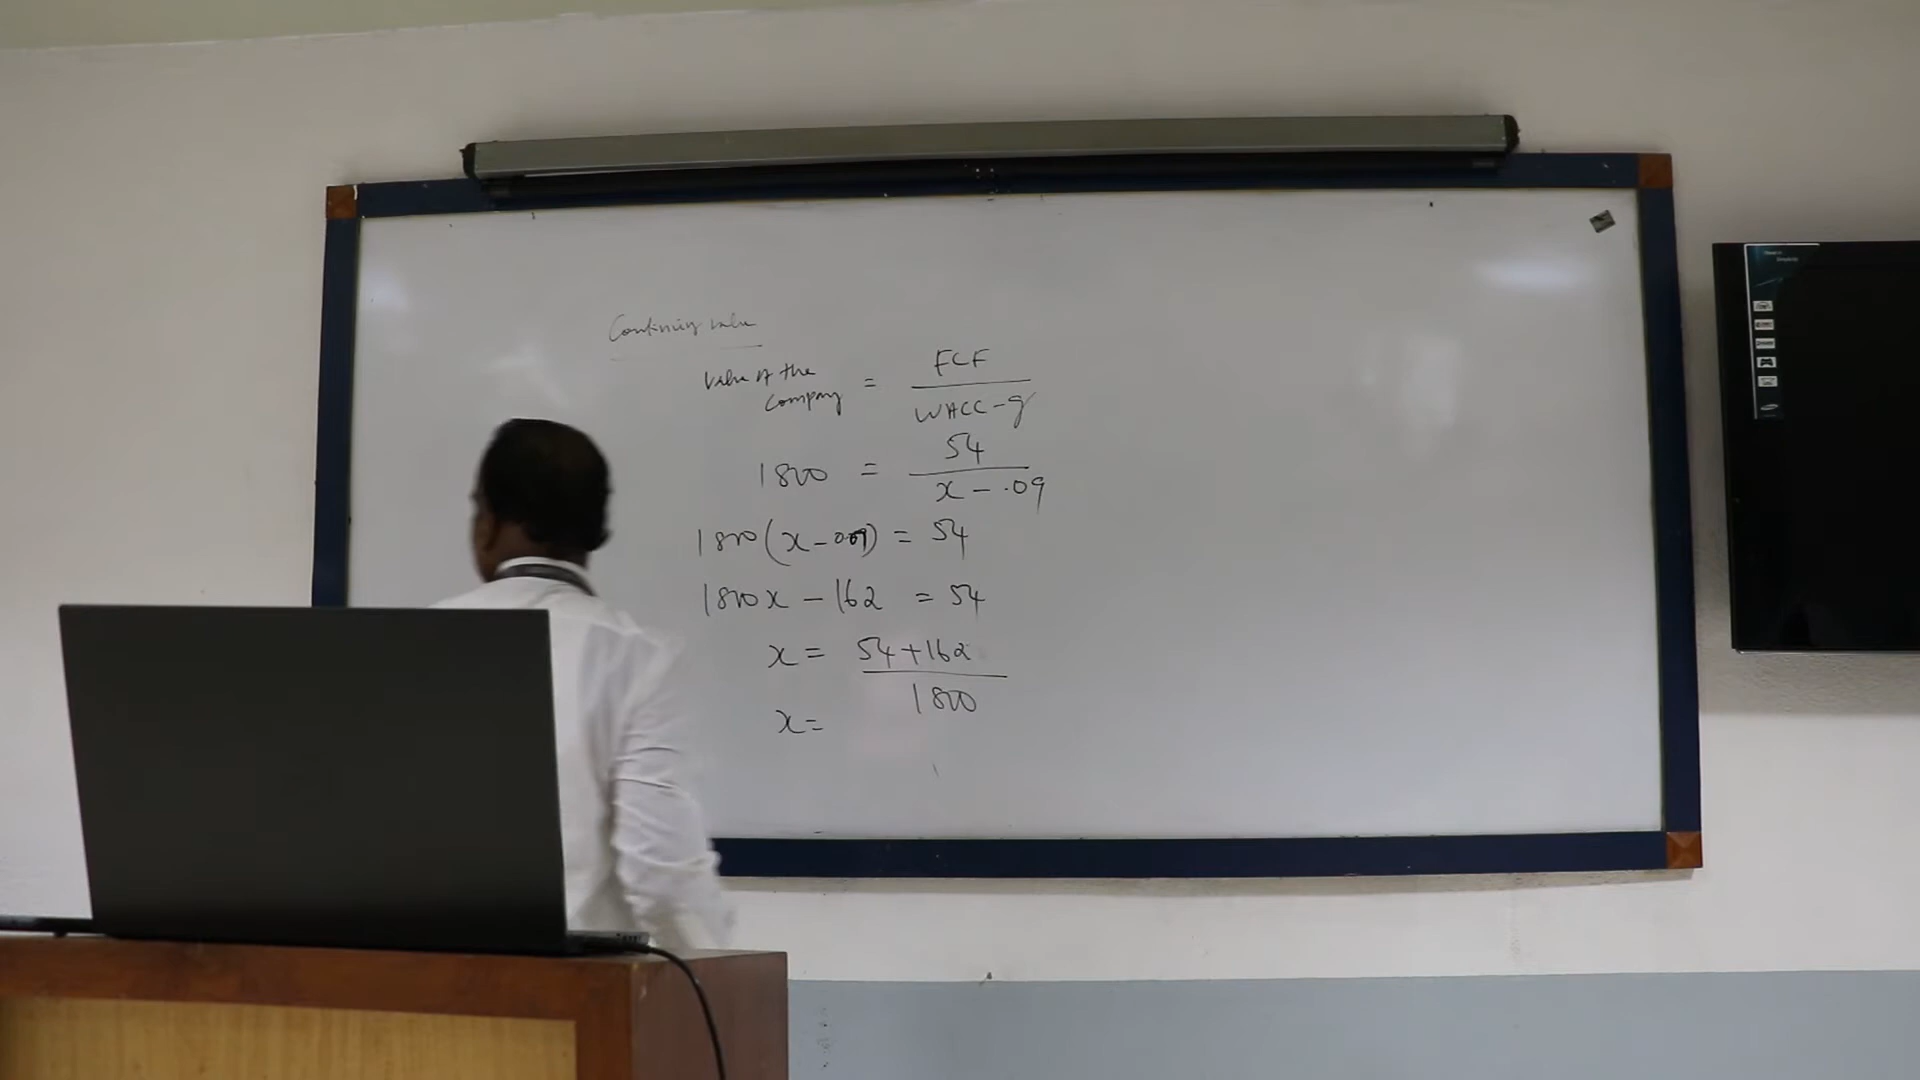 Continuing value
Value of the company = FCF / WACC - g
1800 = 54 / x - .09
1800 (x - 0.09) = 54
1800x - 162 = 54
x = 54 + 162 / 1800
x =